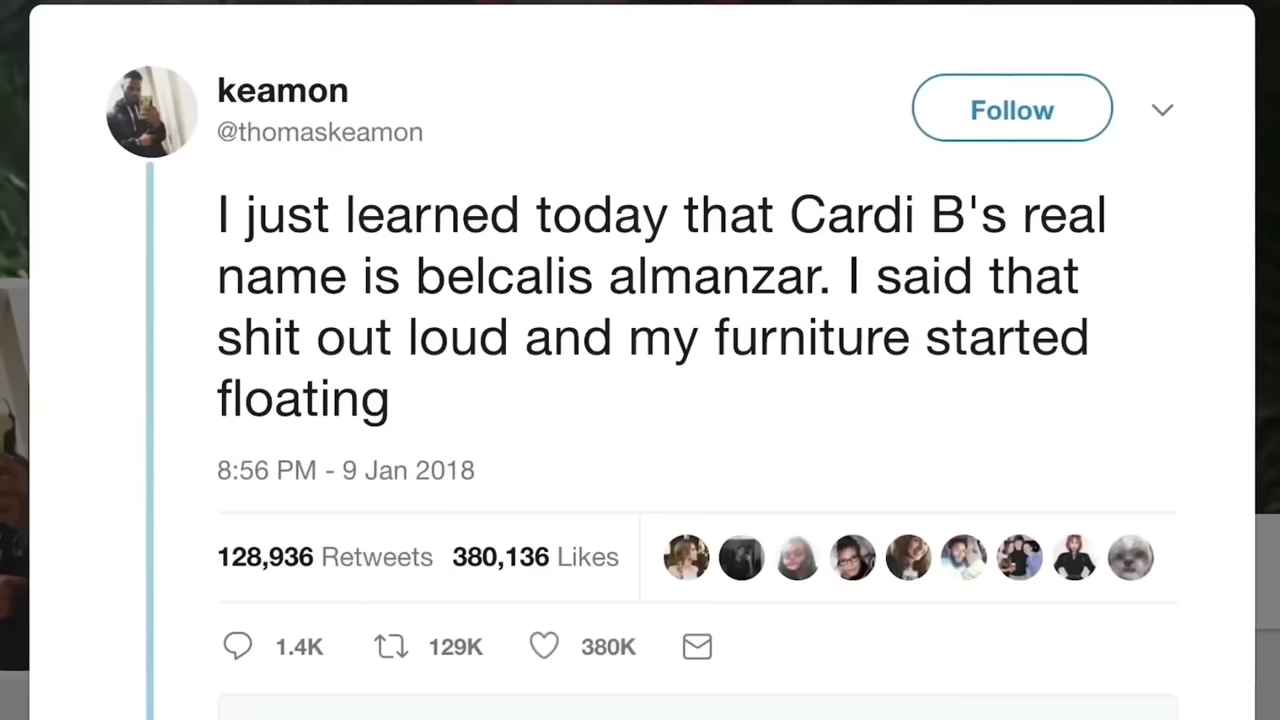 keamon
@thomaskeamon
Follow
I just learned today that Cardi B's real
name is belcalis almanzar. I said that
shit out loud and my furniture started
floating
8:56 PM - 9 Jan 2018
128,936 Retweets 380,136 Likes
1.4K 129K 380K